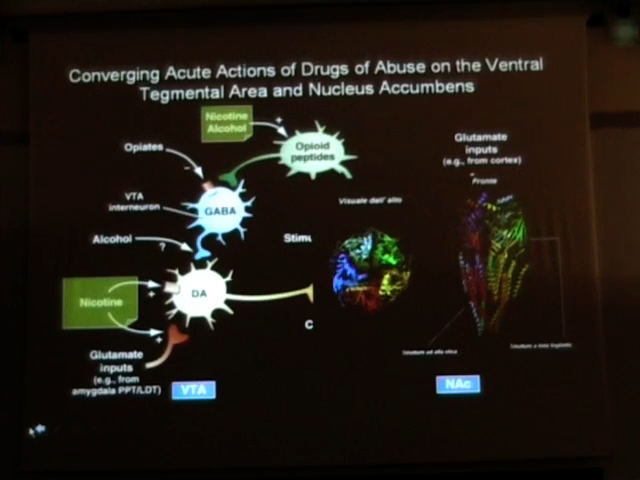 Converging Acute Actions of Drugs of Abuse on the Ventral
Tegmental Area and Nucleus Accumbens
Nicotine
Alcohol
+
Opioid
peptides
Opiates
−
VTA
interneuron
GABA
Alcohol
?
Nicotine
+
DA
+
Glutamate
inputs
(e.g., from
amygdala PPT/LDT)
VTA
Glutamate
inputs
(e.g., from cortex)
Fronte
Visuale dall' alto
Stimu
C
NAc